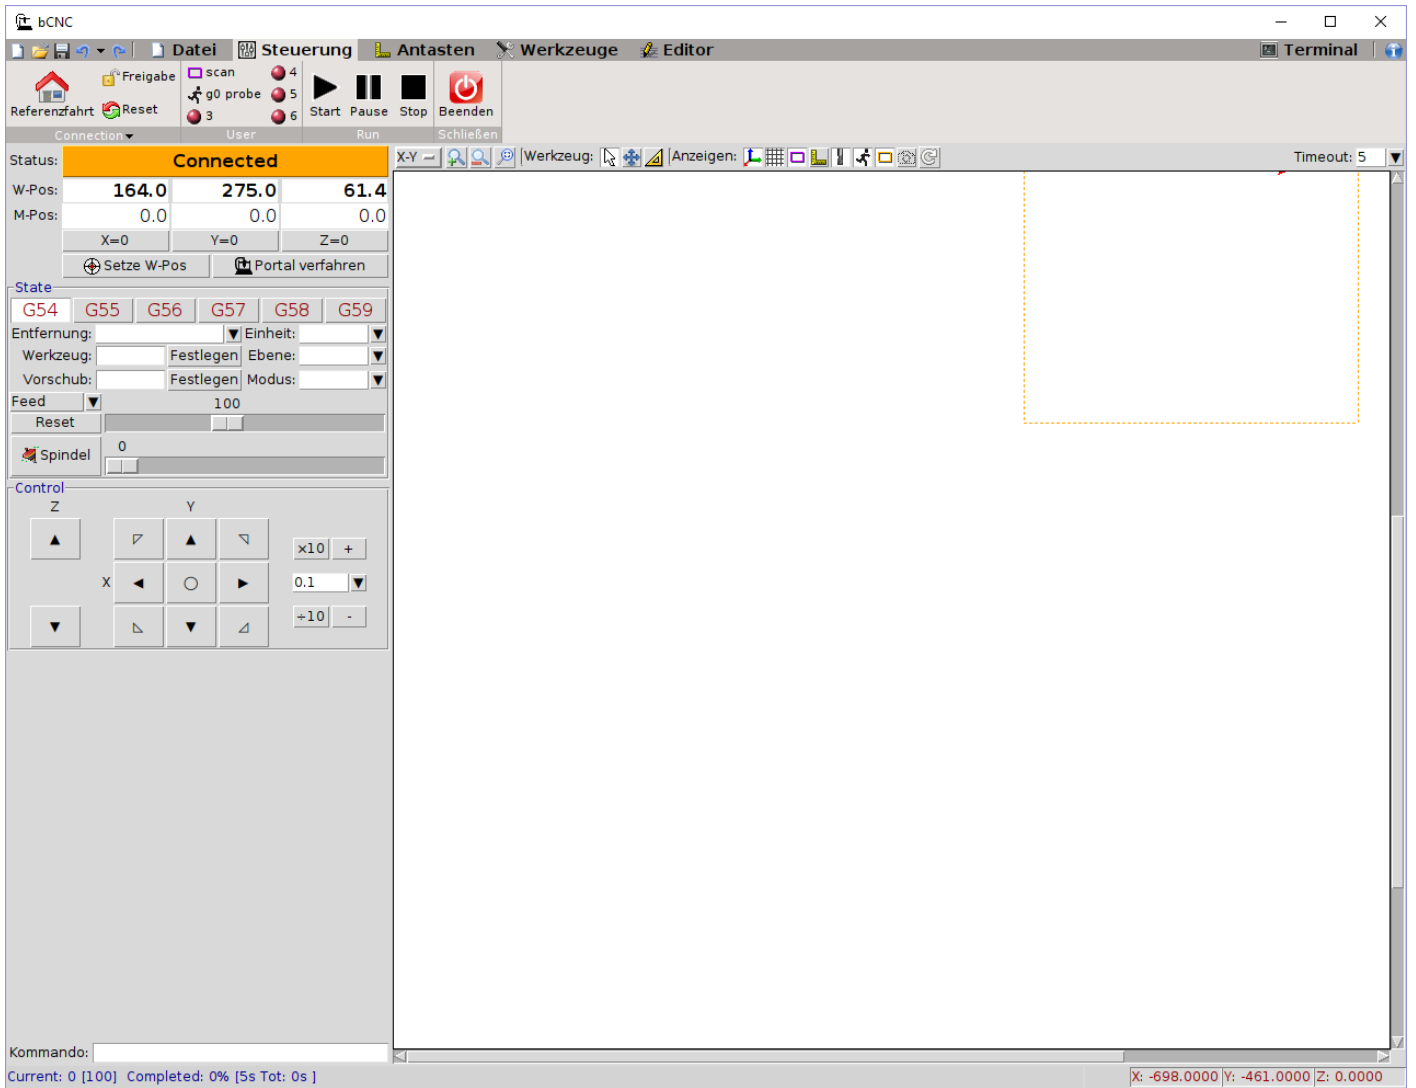 bCNC
Datei Steuerung Antasten Werkzeuge Editor Terminal
Referenzfahrt Freigabe Reset
Connection
scan 4
g0 probe 5
3 6
User
Start Pause Stop
Run
Beenden
Schließen
Status: Connected
W-Pos: 164.0 275.0 61.4
M-Pos: 0.0 0.0 0.0
X=0 Y=0 Z=0
Setze W-Pos Portal verfahren
State
G54 G55 G56 G57 G58 G59
Entfernung: Einheit:
Werkzeug: Festlegen Ebene:
Vorschub: Festlegen Modus:
Feed 100
Reset
Spindel 0
Control
Z Y
×10 +
X 0.1
÷10 -
X-Y Werkzeug: Anzeigen: Timeout: 5
Kommando:
Current: 0 [100] Completed: 0% [5s Tot: 0s ]
X: -698.0000 Y: -461.0000 Z: 0.0000